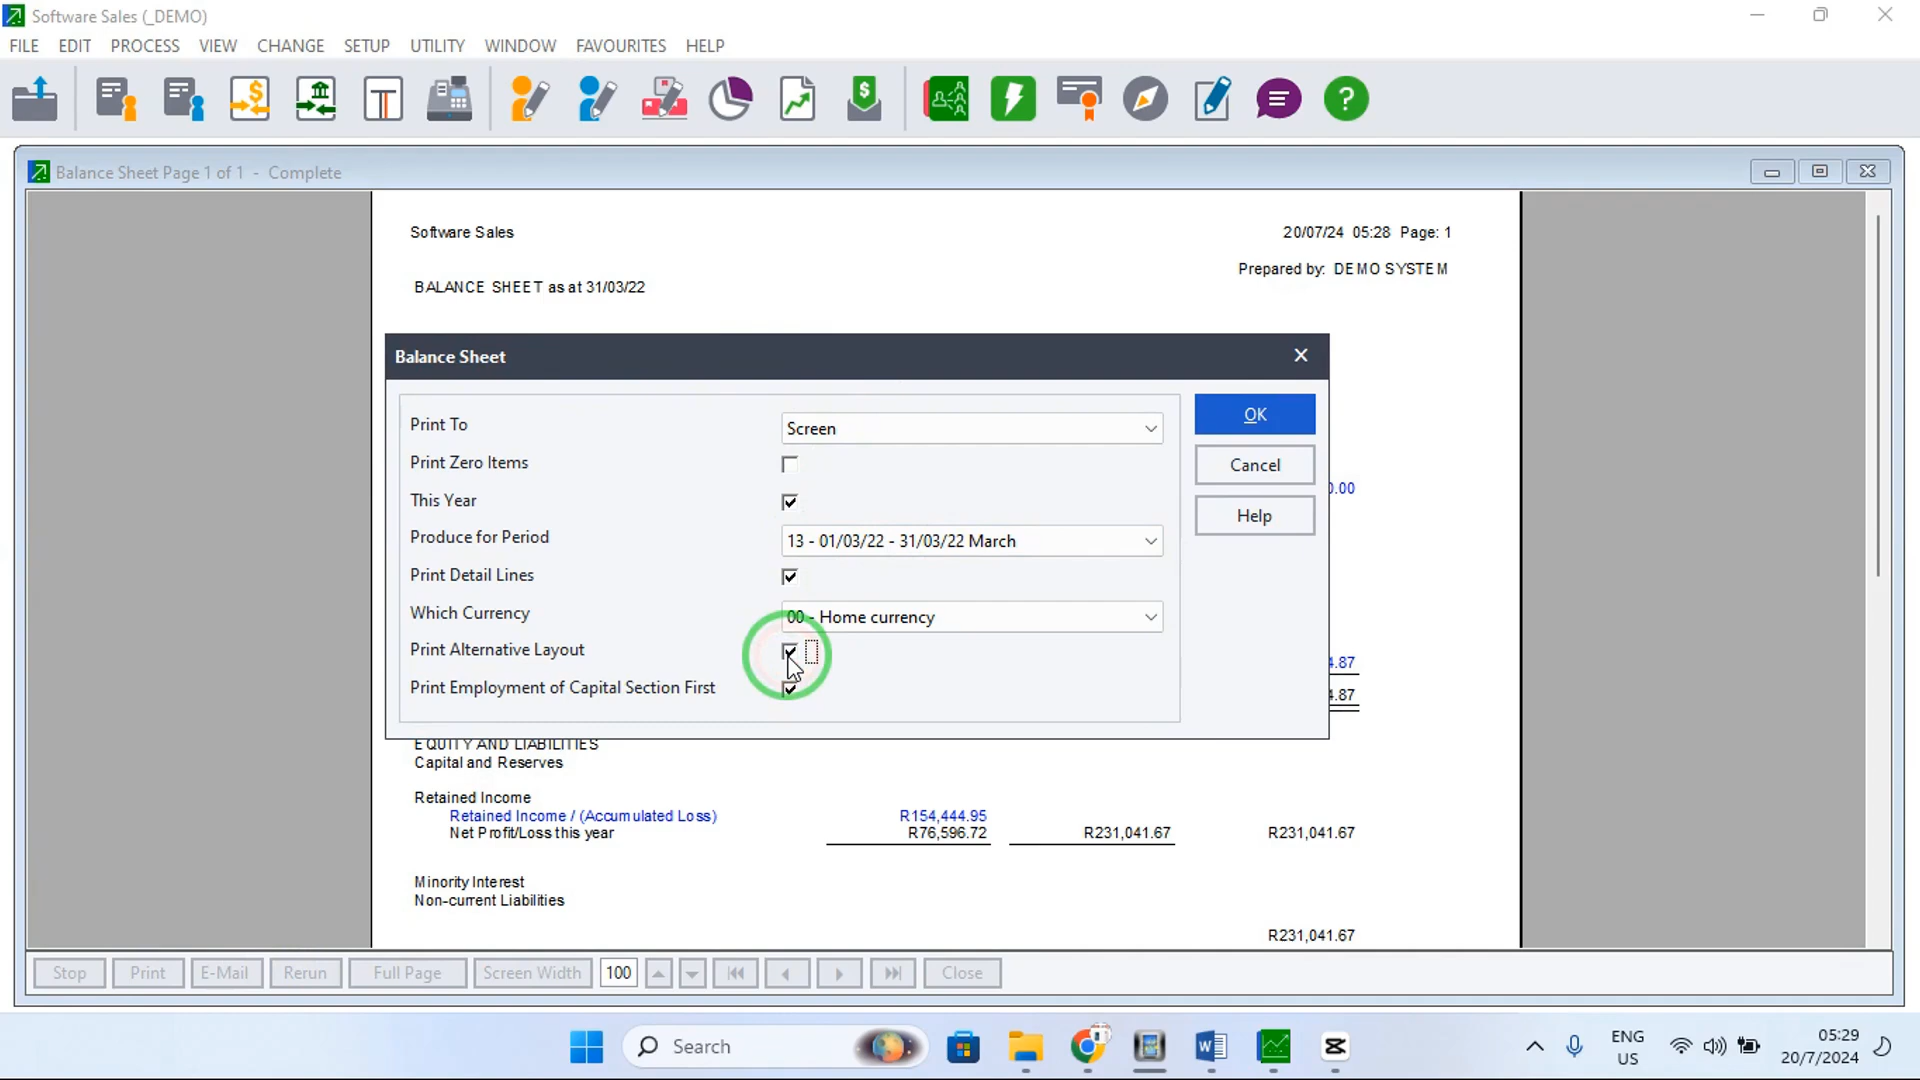 Software Sales (_DEMO)
FILE EDIT PROCESS VIEW CHANGE SETUP UTILITY WINDOW FAVOURITES HELP
Balance Sheet Page 1 of 1 - Complete
Software Sales
20/07/24 05:28 Page: 1
Prepared by: DEMO SYSTEM
BALANCE SHEET as at 31/03/22
Balance Sheet
Print To
Screen
OK
Print Zero Items
Cancel
This Year
Help
Produce for Period
13 - 01/03/22 - 31/03/22 March
Print Detail Lines
Which Currency
00 - Home currency
Print Alternative Layout
Print Employment of Capital Section First
0.00
4.87
4.87
EQUITY AND LIABILITIES
Capital and Reserves
Retained Income
Retained Income / (Accumulated Loss) R154,444.95
Net Profit/Loss this year R76,596.72 R231,041.67 R231,041.67
Minority Interest
Non-current Liabilities
R231,041.67
Stop Print E-Mail Rerun Full Page Screen Width 100 Close
Search
ENG
US
05:29
20/7/2024